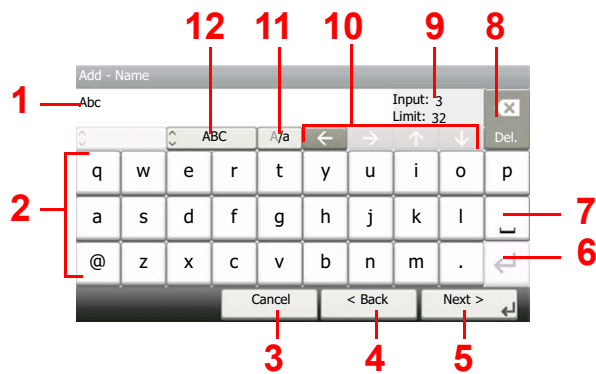 12 11 10 9 8
Add - Name
1 Abc Input: 3
Limit: 32
ABC A/a ← → ↑ ↓ Del.
q w e r t y u i o p
2 a s d f g h j k l 7
@ z x c v b n m . 6
Cancel < Back Next >
3 4 5